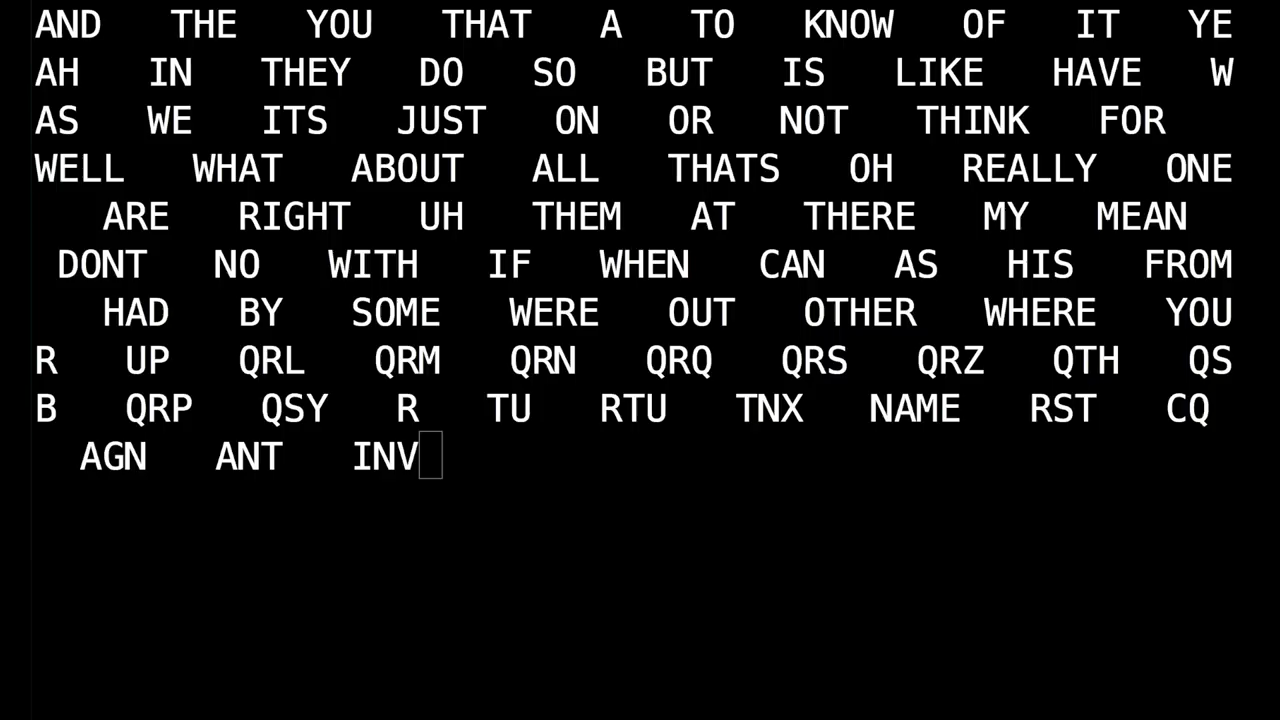 AND THE YOU THAT A TO KNOW OF IT YE
AH IN THEY DO SO BUT IS LIKE HAVE W
AS WE ITS JUST ON OR NOT THINK FOR
WELL WHAT ABOUT ALL THATS OH REALLY ONE
ARE RIGHT UH THEM AT THERE MY MEAN
DONT NO WITH IF WHEN CAN AS HIS FROM
HAD BY SOME WERE OUT OTHER WHERE YOU
R UP QRL QRM QRN QRQ QRS QRZ QTH QS
B QRP QSY R TU RTU TNX NAME RST CQ
AGN ANT INV